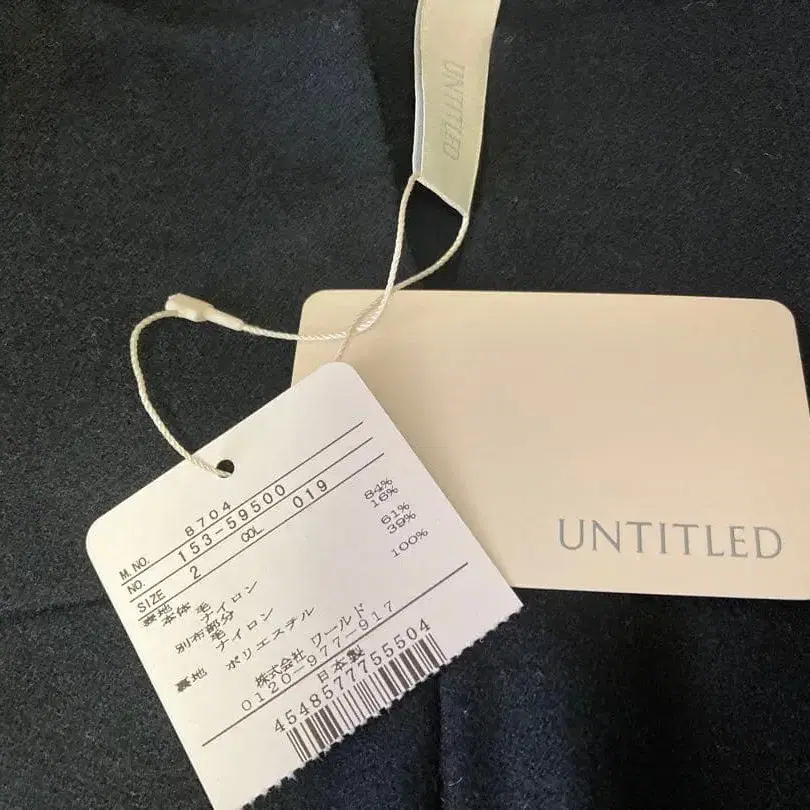 UNTITLED
UNTITLED
M.NO. 8704
NO. 153-59500
SIZE 2 COL 019
表地
本体 毛 84%
ナイロン 16%
別布部分
毛 61%
ナイロン 39%
裏地 ポリエステル 100%
株式会社 ワールド
0120-977-917
日本製
4548577755504